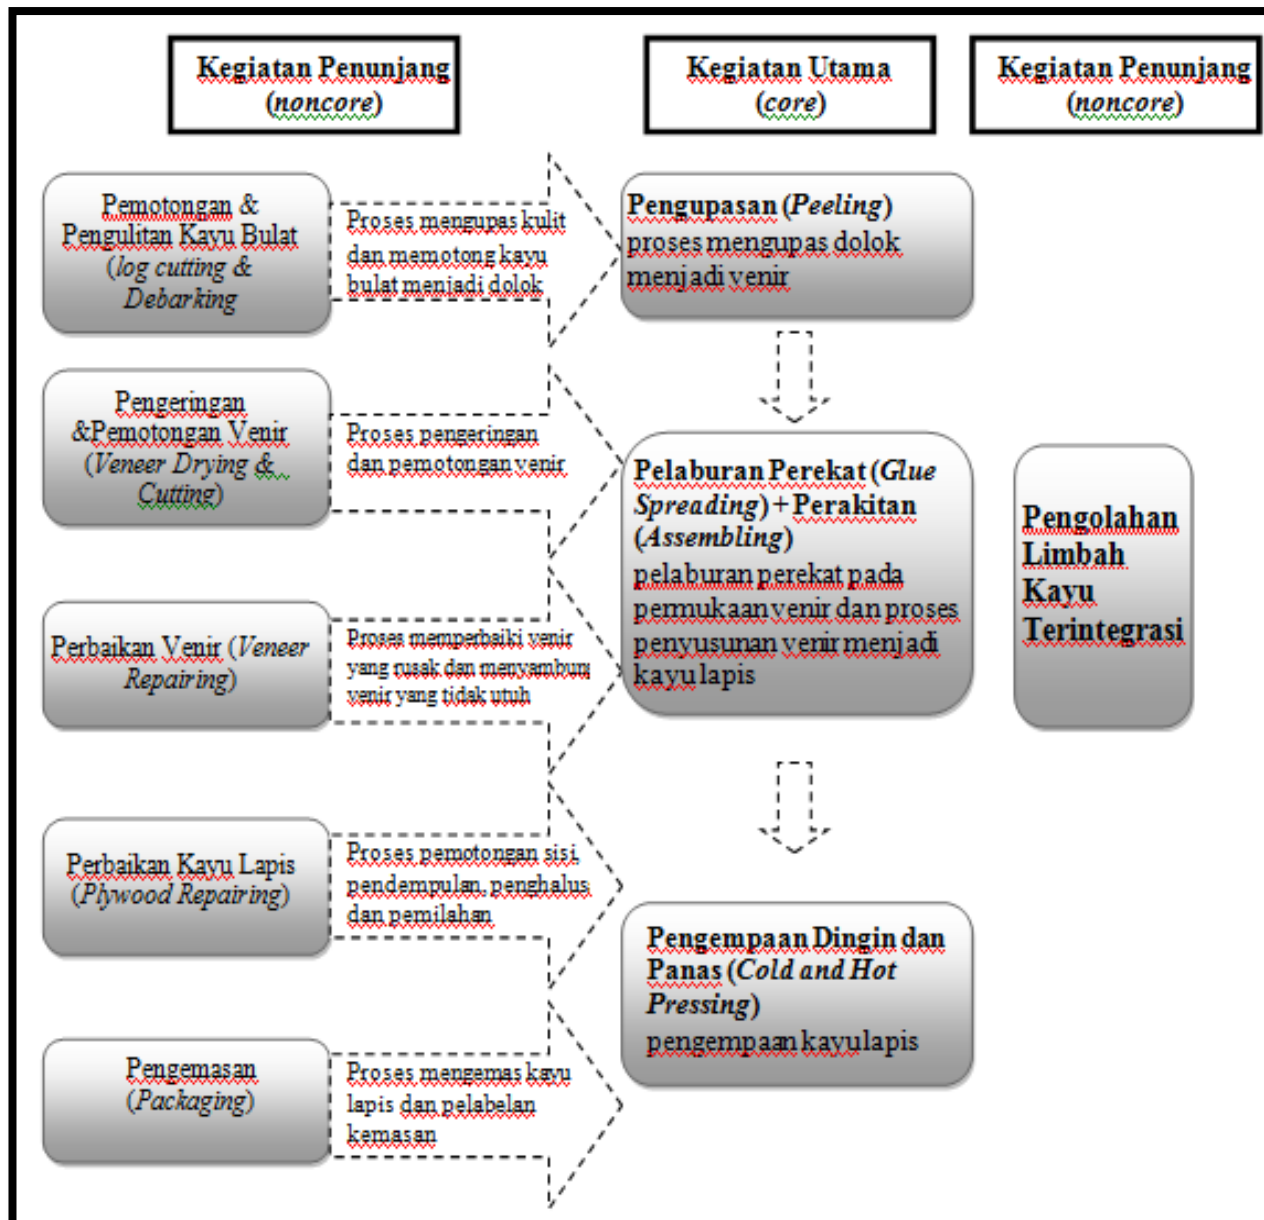 Kegiatan Penunjang
(noncore)
Kegiatan Utama
(core)
Kegiatan Penunjang
(noncore)
Pemotongan &
Pengulitan Kayu Bulat
(log cutting &
Debarking
Proses mengupas kulit
dan memotong kayu
bulat menjadi dolok
Pengupasan (Peeling)
proses mengupas dolok
menjadi venir
Pengeringan
&Pemotongan Venir
(Veneer Drying &
Cutting)
Proses pengeringan
dan pemotongan venir
Pelaburan Perekat (Glue
Spreading) + Perakitan
(Assembling)
pelaburan perekat pada
permukaan venir dan proses
penyusunan venir menjadi
kayu lapis
Pengolahan
Limbah
Kayu
Terintegrasi
Perbaikan Venir (Veneer
Repairing)
Proses memperbaiki venir
yang rusak dan menyambung
venir yang tidak utuh
Perbaikan Kayu Lapis
(Plywood Repairing)
Proses pemotongan sisi,
pendempulan, penghalus
dan pemilahan
Pengempaan Dingin dan
Panas (Cold and Hot
Pressing)
pengempaan kayu lapis
Pengemasan
(Packaging)
Proses mengemas kayu
lapis dan pelabelan
kemasan